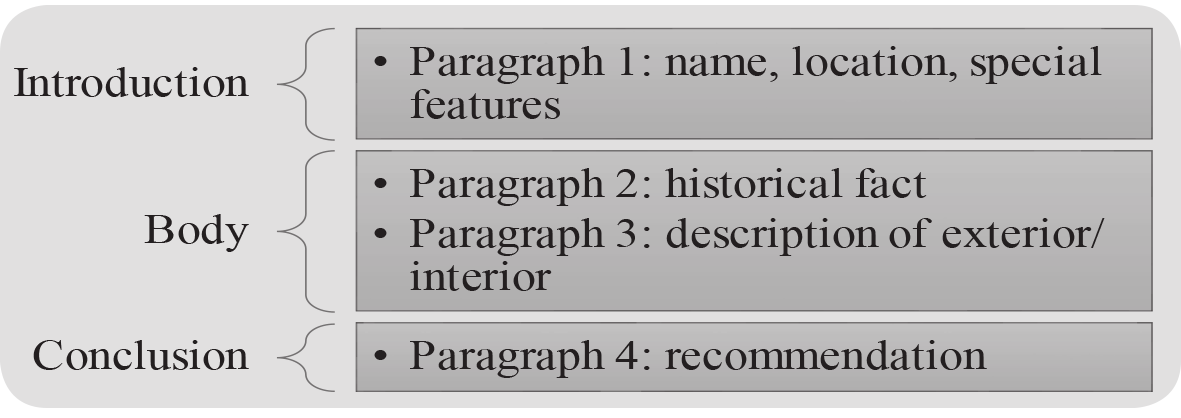 Introduction
• Paragraph 1: name, location, special
features
Body
• Paragraph 2: historical fact
• Paragraph 3: description of exterior/
interior
Conclusion
• Paragraph 4: recommendation